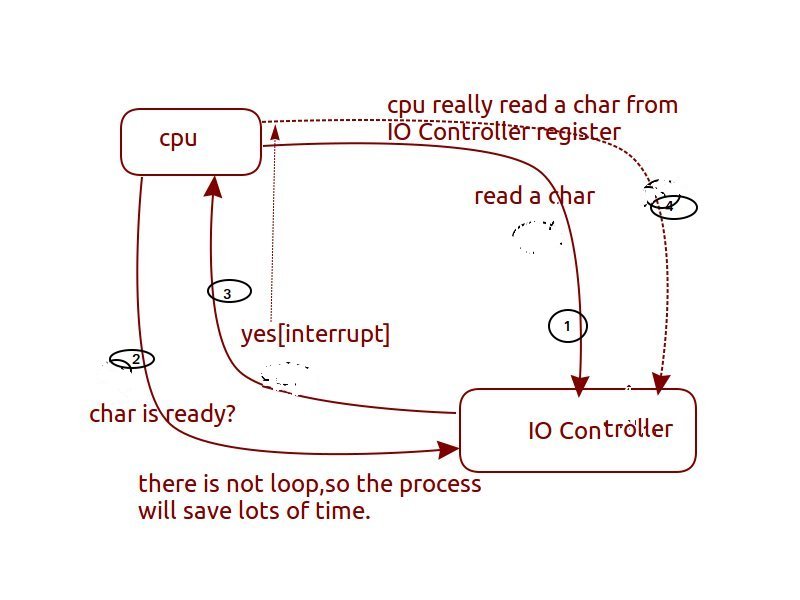 cpu really read a char from
IO Controller register
cpu
read a char
4
3
1
yes[interrupt]
2
char is ready?
IO Controller
there is not loop,so the process
will save lots of time.